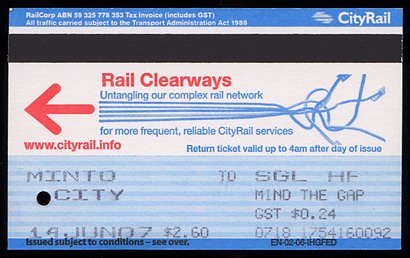 RailCorp ABN 59 325 778 353 Tax Invoice (includes GST)
All traffic carried subject to the Transport Administration Act 1988
CityRail
Rail Clearways
Untangling our complex rail network
for more frequent, reliable CityRail services
www.cityrail.info
Return ticket valid up to 4am after day of issue
MINTO TO SGL HF
CITY MIND THE GAP
GST $0.24
14JUN07 $2.60 0718 1754160092
Issued subject to conditions – see over. EN-02-06-IHGFED